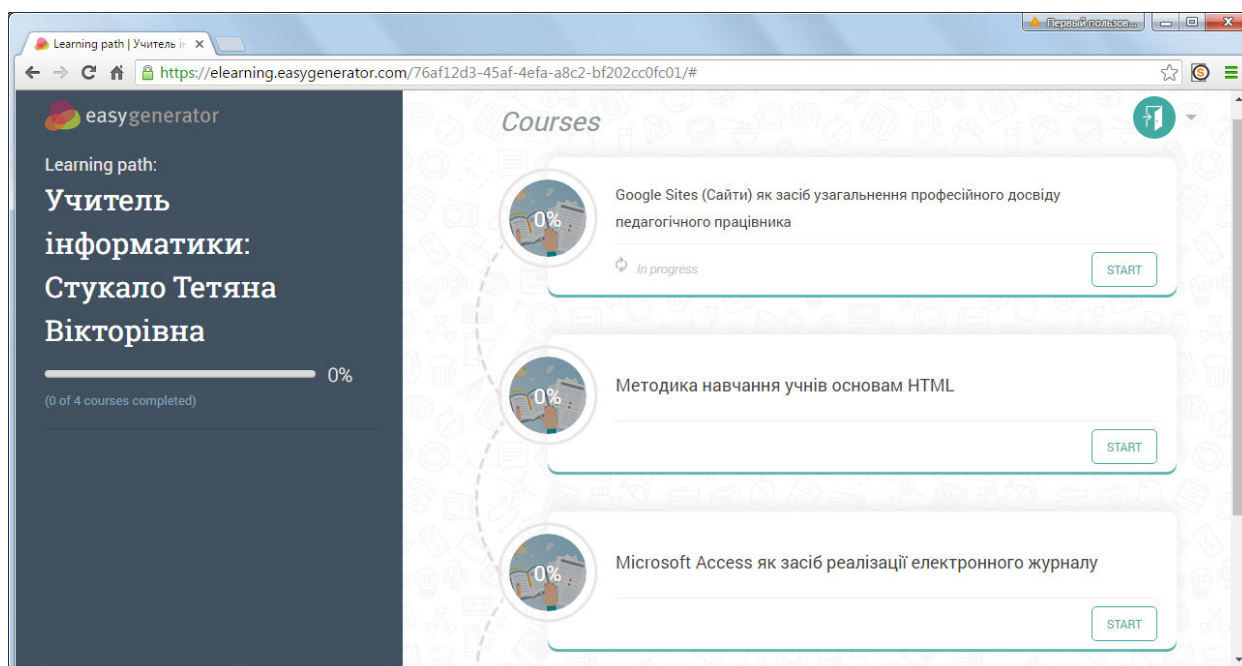 Первый пользов...
Learning path | Учитель ін
https://elearning.easygenerator.com/76af12d3-45af-4efa-a8c2-bf202cc0fc01/#
easygenerator
Learning path:
Учитель
інформатики:
Стукало Тетяна
Вікторівна
0%
(0 of 4 courses completed)
Courses
0%
Google Sites (Сайти) як засіб узагальнення професійного досвіду
педагогічного працівника
In progress
START
0%
Методика навчання учнів основам HTML
START
0%
Microsoft Access як засіб реалізації електронного журналу
START